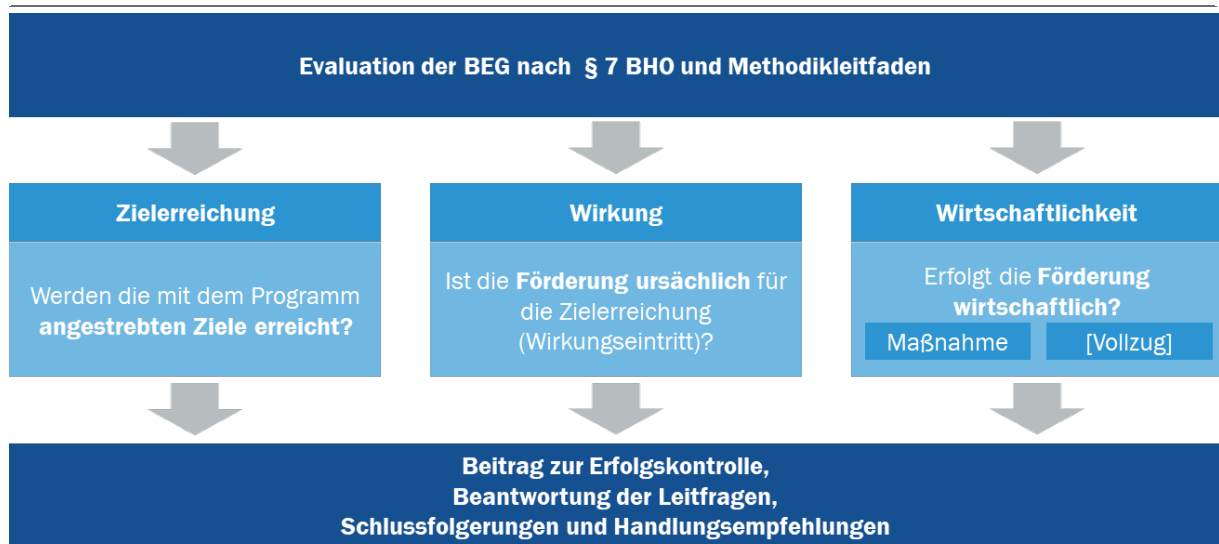 Evaluation der BEG nach § 7 BHO und Methodikleitfaden
Zielerreichung
Werden die mit dem Programm
angestrebten Ziele erreicht?
Wirkung
Ist die Förderung ursächlich für
die Zielerreichung
(Wirkungseintritt)?
Wirtschaftlichkeit
Erfolgt die Förderung
wirtschaftlich?
Maßnahme
[Vollzug]
Beitrag zur Erfolgskontrolle,
Beantwortung der Leitfragen,
Schlussfolgerungen und Handlungsempfehlungen